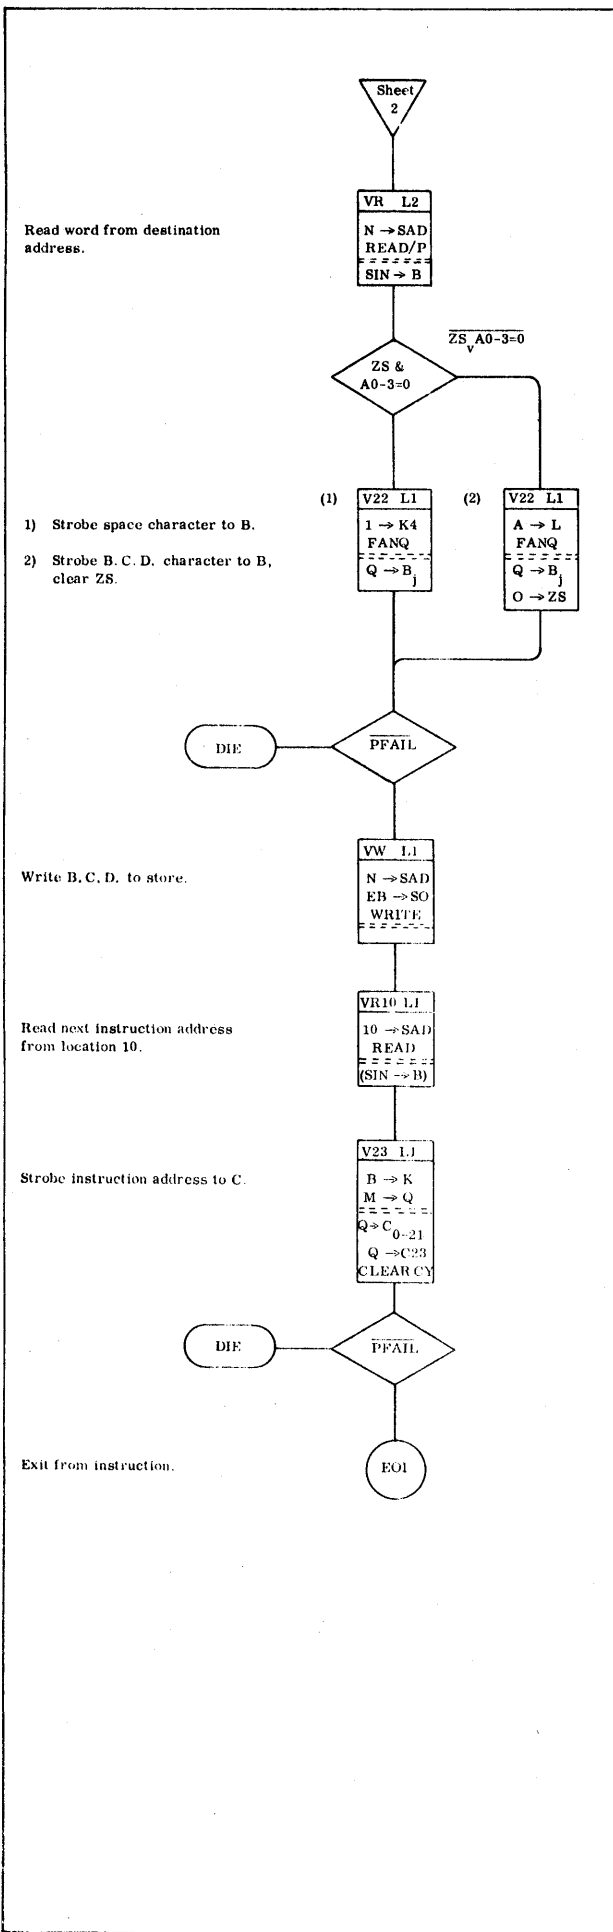 Sheet
2
VR L2
Read word from destination
address.
N → SAD
READ/P
SIN → B
ZS v A0-3=0
ZS &
A0-3=0
(1)
V22 L1
(2)
V22 L1
1) Strobe space character to B.
1 → K4
FANQ
A → L
FANQ
2) Strobe B.C.D. character to B,
clear ZS.
Q → Bj
Q → Bj
O → ZS
DIE
PFAIL
VW L1
Write B.C.D. to store.
N → SAD
EB → SO
WRITE
VR10 L1
Read next instruction address
from location 10.
10 → SAD
READ
(SIN → B)
V23 L1
Strobe instruction address to C.
B → K
M → Q
Q → C0-21
Q → C23
CLEAR CY
DIE
PFAIL
Exit from instruction.
EO1